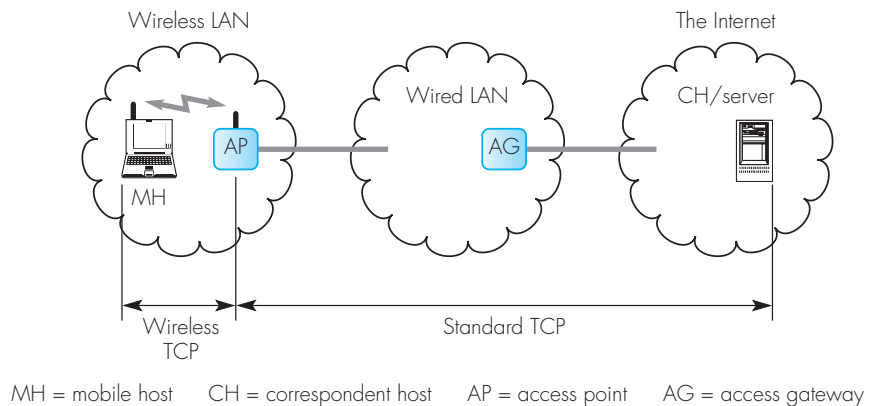 Wireless LAN
The Internet
Wired LAN
CH/server
AP
AG
MH
Wireless
TCP
Standard TCP
MH = mobile host CH = correspondent host AP = access point AG = access gateway